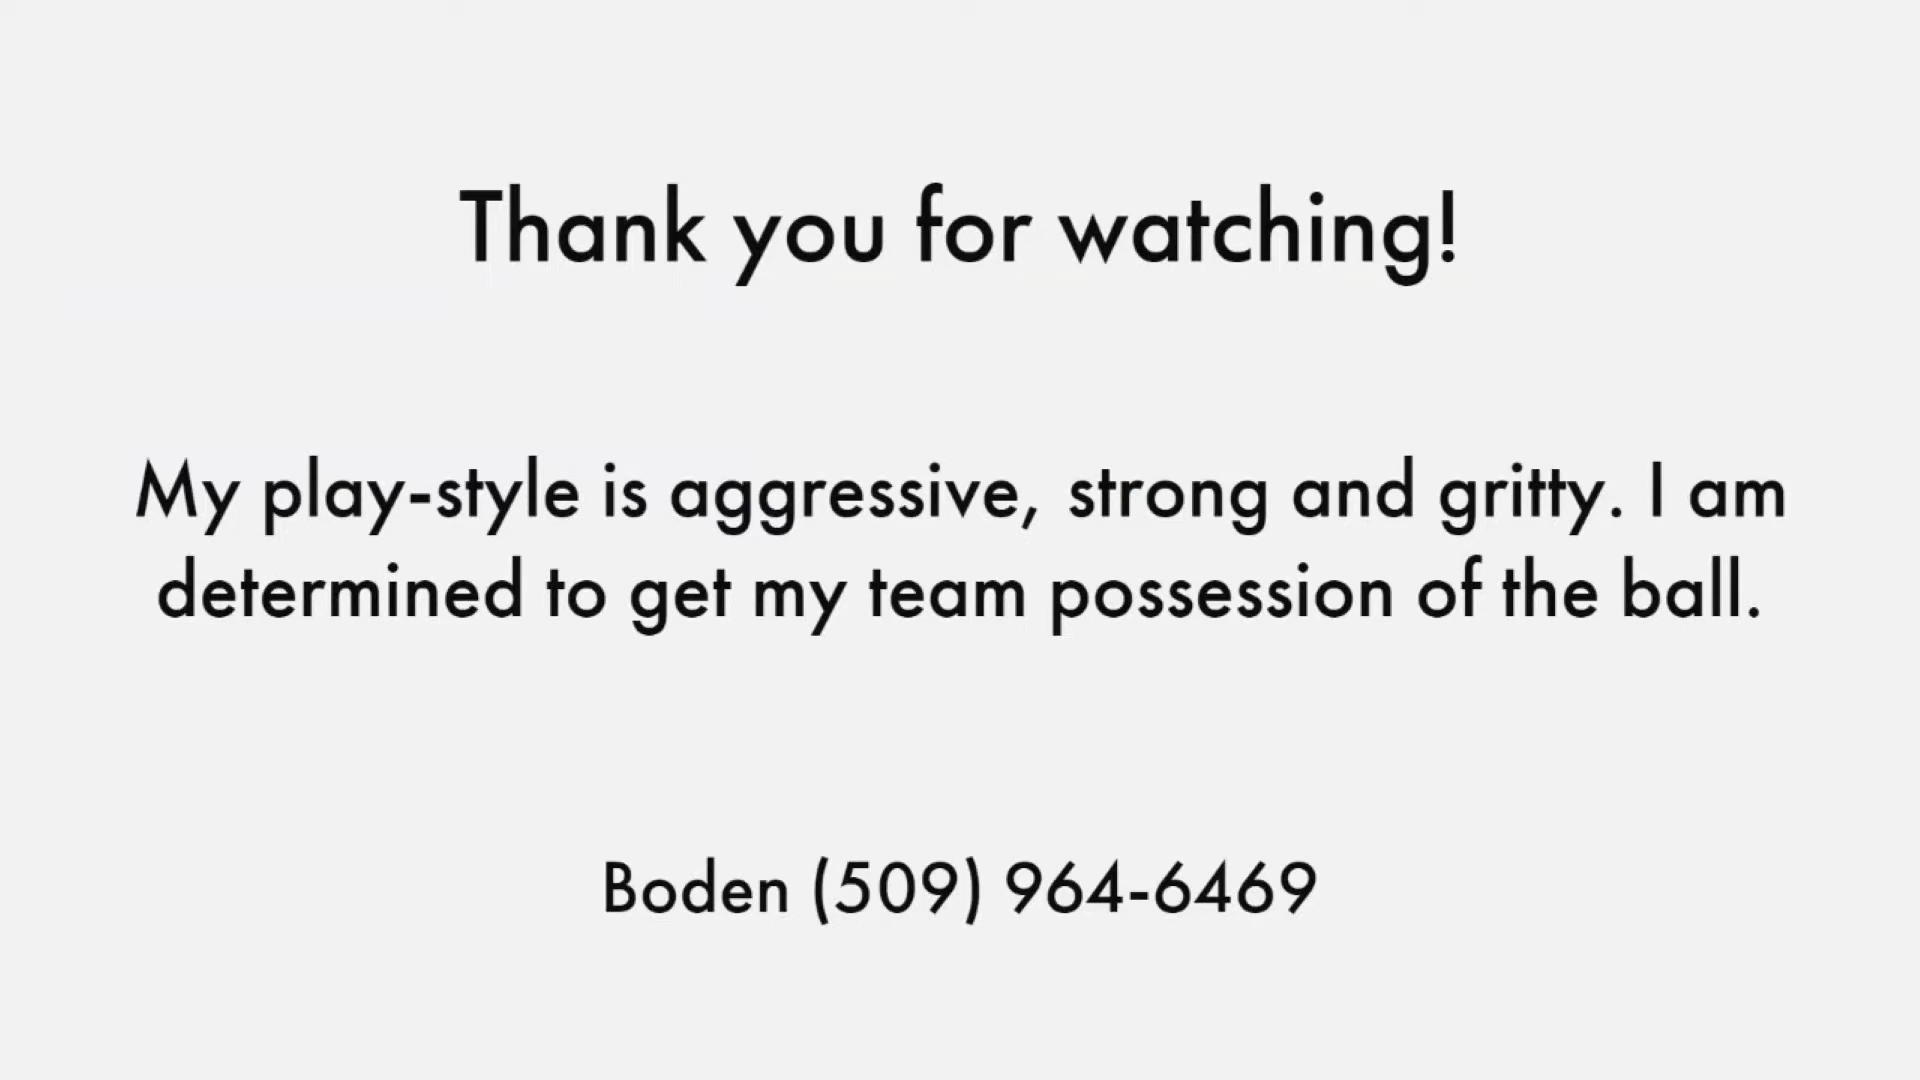 Thank you for watching!
My play-style is aggressive, strong and gritty. I am
determined to get my team possession of the ball.
Boden (509) 964-6469